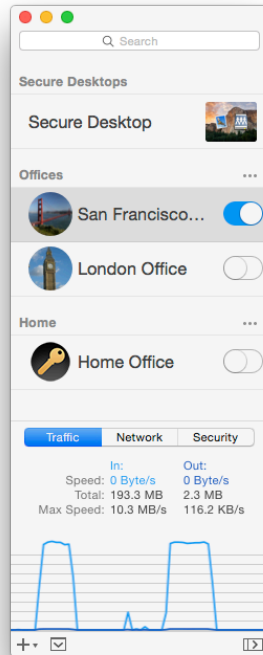 Search
Secure Desktops
Secure Desktop
Offices
San Francisco...
London Office
Home
Home Office
Traffic Network Security
In: Out:
Speed: 0 Byte/s 0 Byte/s
Total: 193.3 MB 2.3 MB
Max Speed: 10.3 MB/s 116.2 KB/s